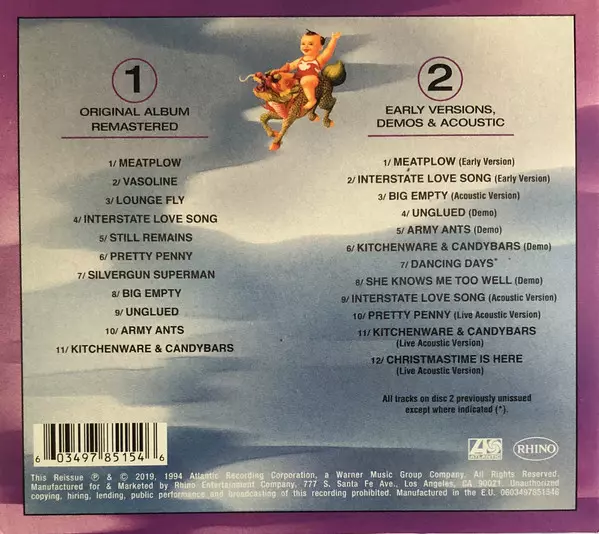 1
ORIGINAL ALBUM
REMASTERED
1/ MEATPLOW
2/ VASOLINE
3/ LOUNGE FLY
4/ INTERSTATE LOVE SONG
5/ STILL REMAINS
6/ PRETTY PENNY
7/ SILVERGUN SUPERMAN
8/ BIG EMPTY
9/ UNGLUED
10/ ARMY ANTS
11/ KITCHENWARE & CANDYBARS
2
EARLY VERSIONS,
DEMOS & ACOUSTIC
1/ MEATPLOW (Early Version)
2/ INTERSTATE LOVE SONG (Early Version)
3/ BIG EMPTY (Acoustic Version)
4/ UNGLUED (Demo)
5/ ARMY ANTS (Demo)
6/ KITCHENWARE & CANDYBARS (Demo)
7/ DANCING DAYS*
8/ SHE KNOWS ME TOO WELL (Demo)
9/ INTERSTATE LOVE SONG (Acoustic Version)
10/ PRETTY PENNY (Live Acoustic Version)
11/ KITCHENWARE & CANDYBARS
(Live Acoustic Version)
12/ CHRISTMASTIME IS HERE
(Live Acoustic Version)
All tracks on disc 2 previously unissued
except where indicated (*).
6 03497 85154 6
ATLANTIC
RHINO
This Reissue ℗ & © 2019, 1994 Atlantic Recording Corporation, a Warner Music Group Company. All Rights Reserved.
Manufactured for & Marketed by Rhino Entertainment Company, 777 S. Santa Fe Ave., Los Angeles, CA 90021. Unauthorized
copying, hiring, lending, public performance and broadcasting of this recording prohibited. Manufactured in the E.U. 0603497851546